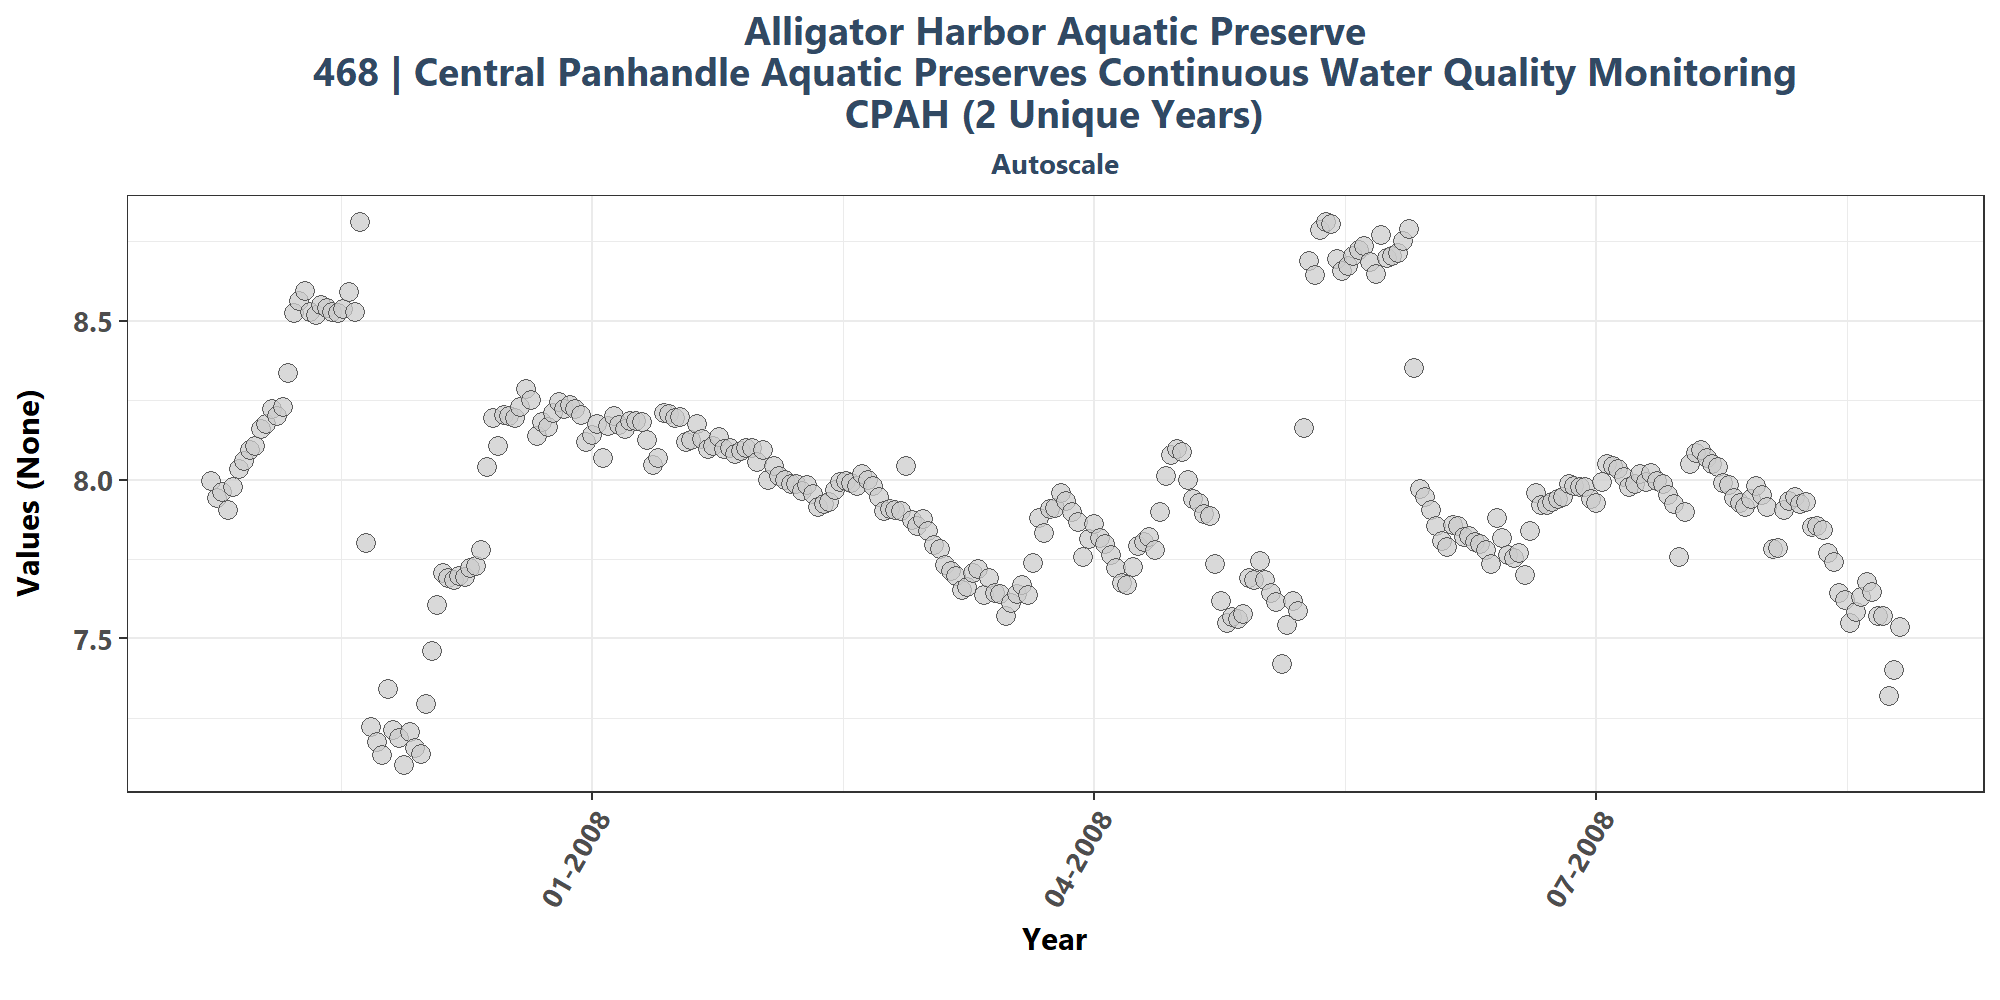 Alligator Harbor Aquatic Preserve
468 | Central Panhandle Aquatic Preserves Continuous Water Quality Monitoring
CPAH (2 Unique Years)
Autoscale
Values (None)
8.5
8.0
7.5
01-2008
04-2008
07-2008
Year